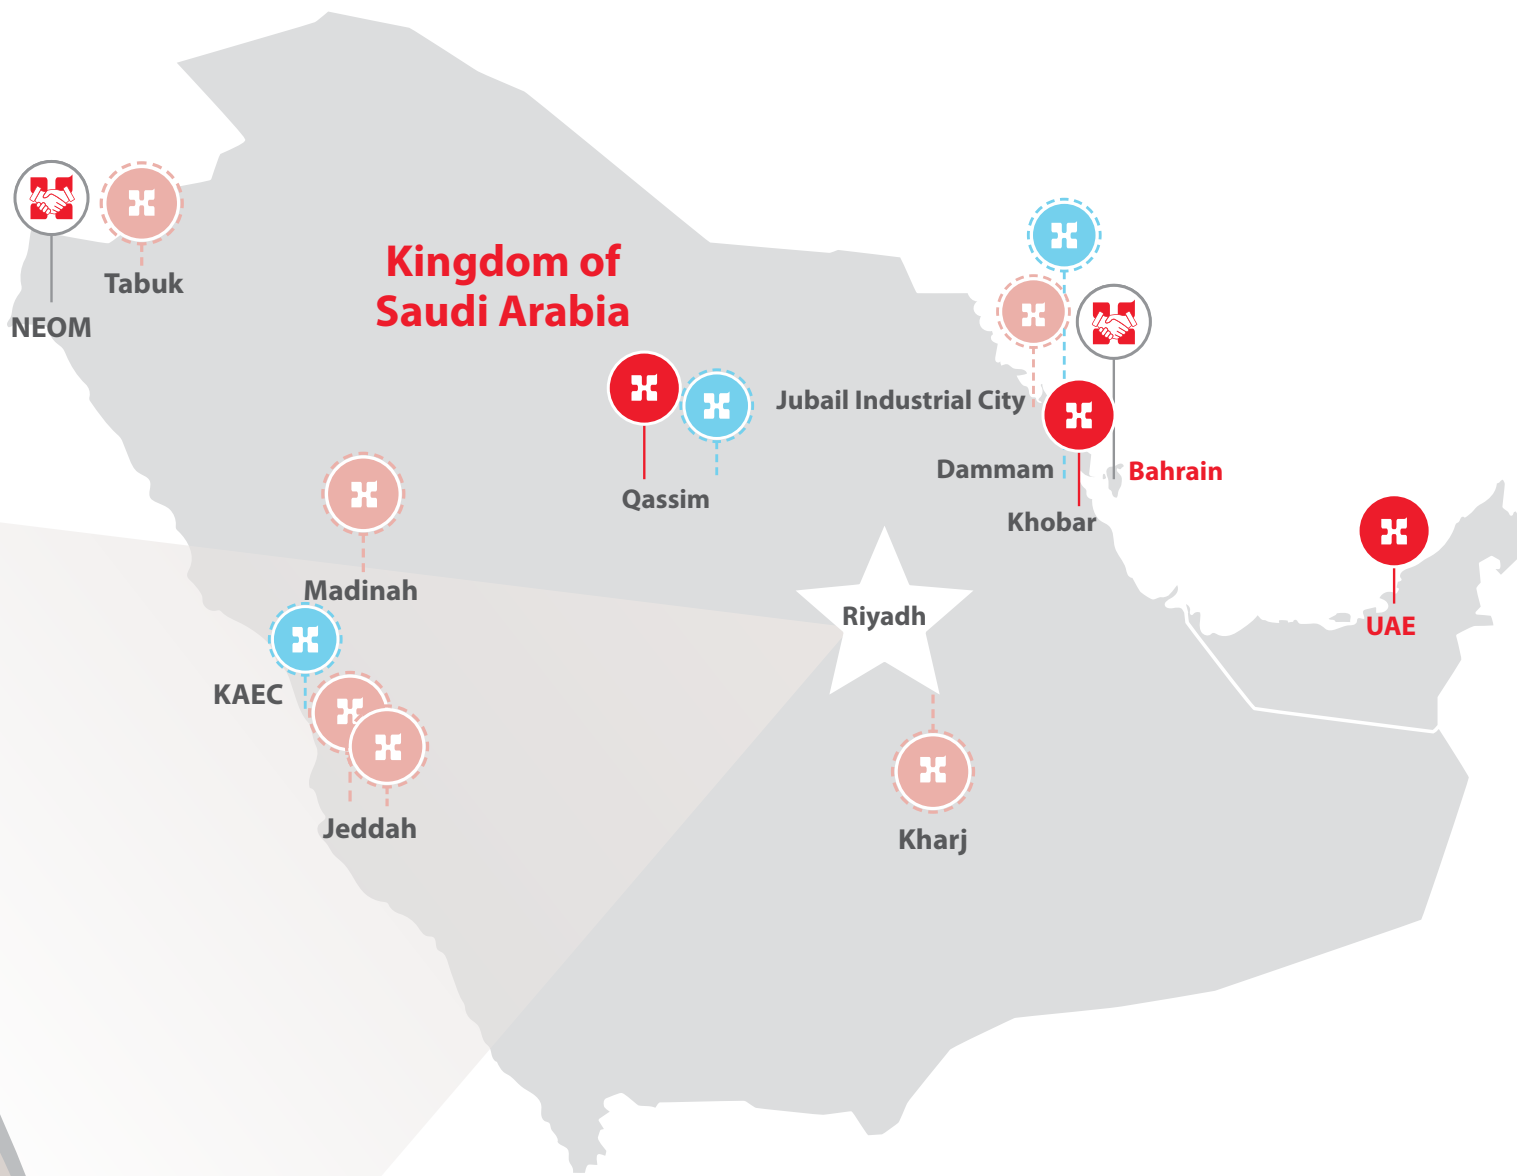 Kingdom of
Saudi Arabia
Tabuk
NEOM
Jubail Industrial City
Dammam
Bahrain
Qassim
Khobar
Madinah
Riyadh
UAE
KAEC
Jeddah
Kharj